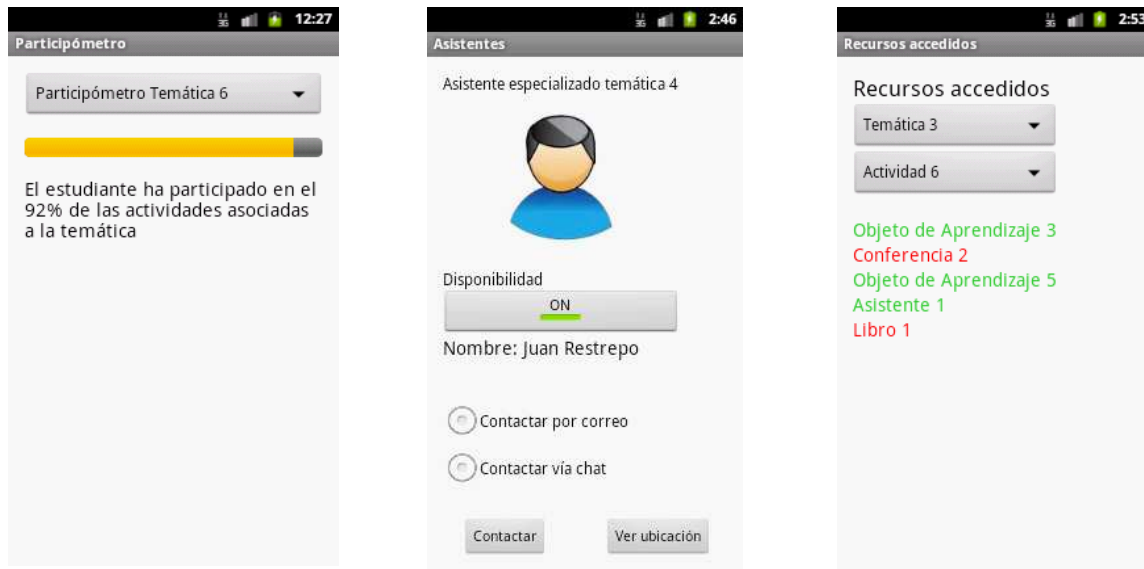 12:27
Participómetro
Participómetro Temática 6
El estudiante ha participado en el
92% de las actividades asociadas
a la temática
3G 2:46
Asistentes
Asistente especializado temática 4
Disponibilidad
ON
Nombre: Juan Restrepo
Contactar por correo
Contactar vía chat
Contactar
Ver ubicación
2:53
Recursos accedidos
Recursos accedidos
Temática 3
Actividad 6
Objeto de Aprendizaje 3
Conferencia 2
Objeto de Aprendizaje 5
Asistente 1
Libro 1